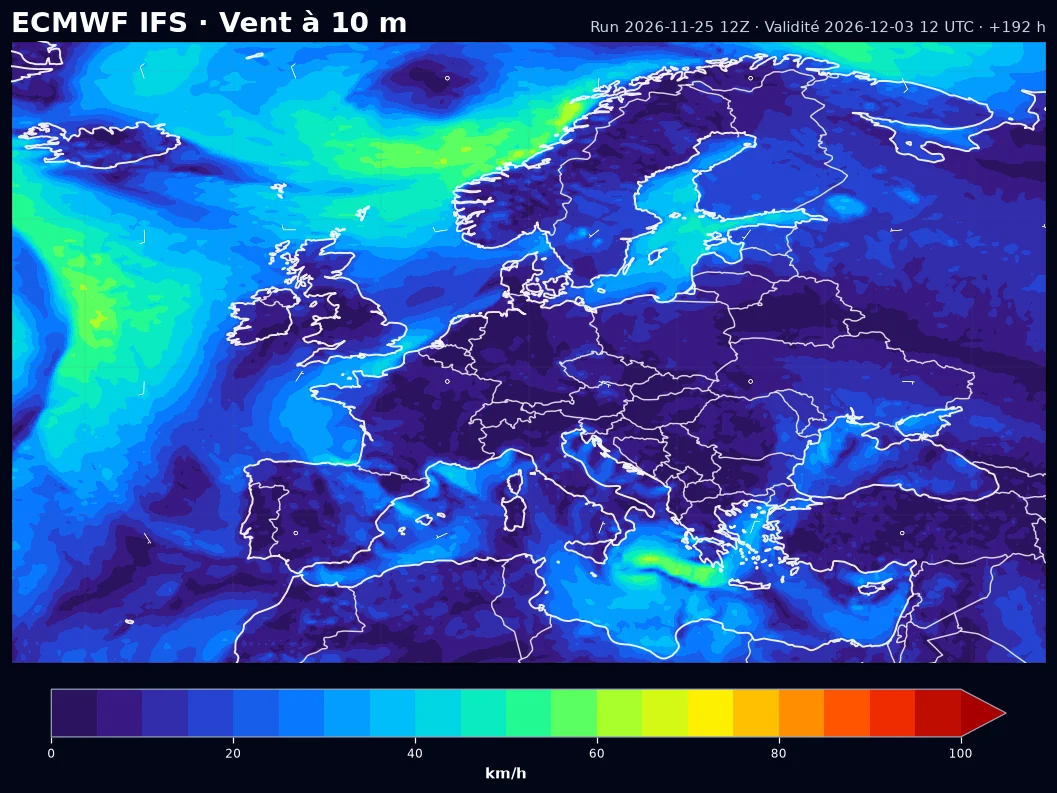 ECMWF IFS · Vent à 10 m
Run 2026-11-25 12Z · Validité 2026-12-03 12 UTC · +192 h
0 20 40 60 80 100
km/h